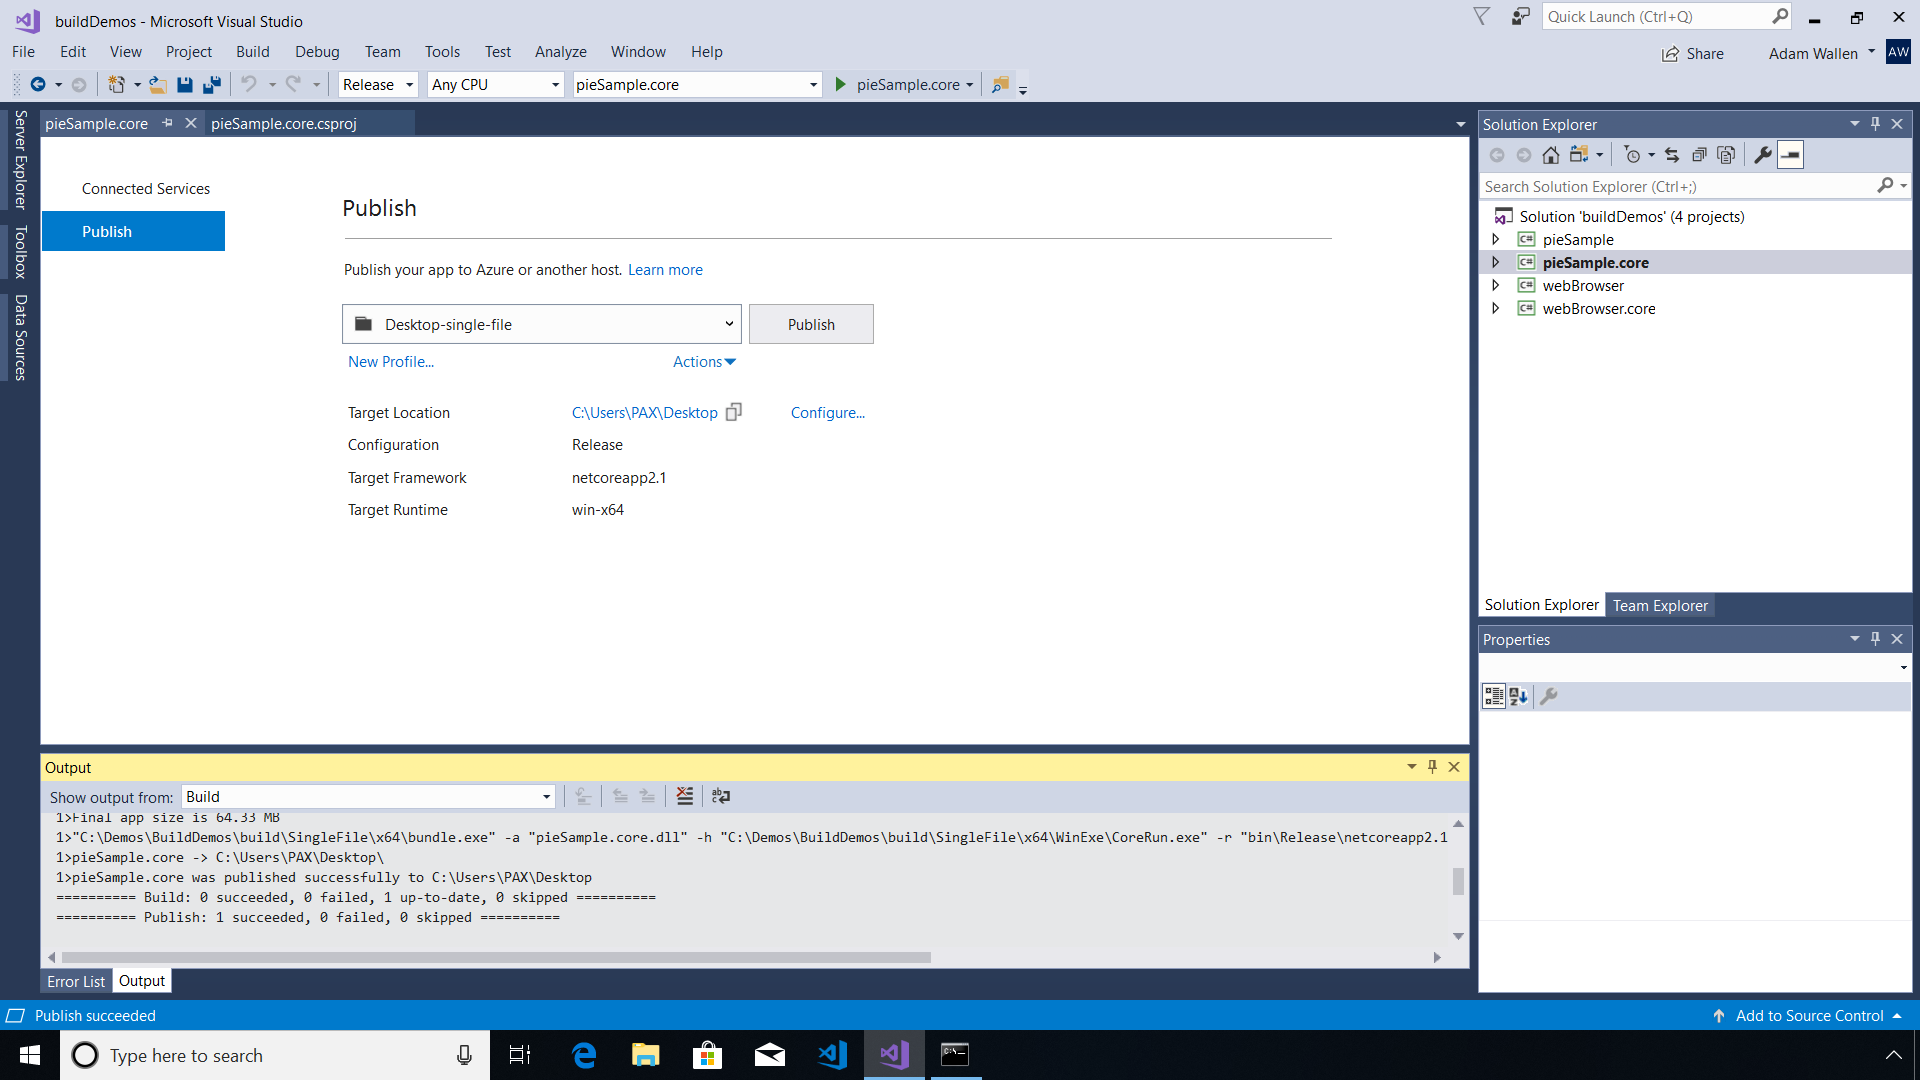 buildDemos - Microsoft Visual Studio
Quick Launch (Ctrl+Q)
File Edit View Project Build Debug Team Tools Test Analyze Window Help
Share Adam Wallen AW
Release Any CPU pieSample.core pieSample.core
Server Explorer
Toolbox
Data Sources
pieSample.core pieSample.core.csproj
Connected Services
Publish
Publish
Publish your app to Azure or another host. Learn more
Desktop-single-file Publish
New Profile... Actions
Target Location C:\Users\PAX\Desktop Configure...
Configuration Release
Target Framework netcoreapp2.1
Target Runtime win-x64
Solution Explorer
Search Solution Explorer (Ctrl+;)
Solution 'buildDemos' (4 projects)
C# pieSample
C# pieSample.core
C# webBrowser
C# webBrowser.core
Solution Explorer Team Explorer
Properties
Output
Show output from: Build
1>Final app size is 64.33 MB
1>"C:\Demos\BuildDemos\build\SingleFile\x64\bundle.exe" -a "pieSample.core.dll" -h "C:\Demos\BuildDemos\build\SingleFile\x64\WinExe\CoreRun.exe" -r "bin\Release\netcoreapp2.1
1>pieSample.core -> C:\Users\PAX\Desktop\
1>pieSample.core was published successfully to C:\Users\PAX\Desktop
========== Build: 0 succeeded, 0 failed, 1 up-to-date, 0 skipped ==========
========== Publish: 1 succeeded, 0 failed, 0 skipped ==========
Error List Output
Publish succeeded
Add to Source Control
Type here to search